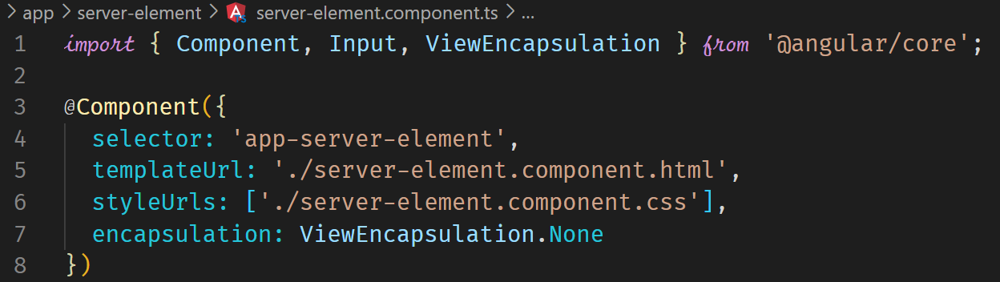 > app > server-element > TS server-element.component.ts > ...
1 import { Component, Input, ViewEncapsulation } from '@angular/core';
2
3 @Component({
4 selector: 'app-server-element',
5 templateUrl: './server-element.component.html',
6 styleUrls: ['./server-element.component.css'],
7 encapsulation: ViewEncapsulation.None
8 })